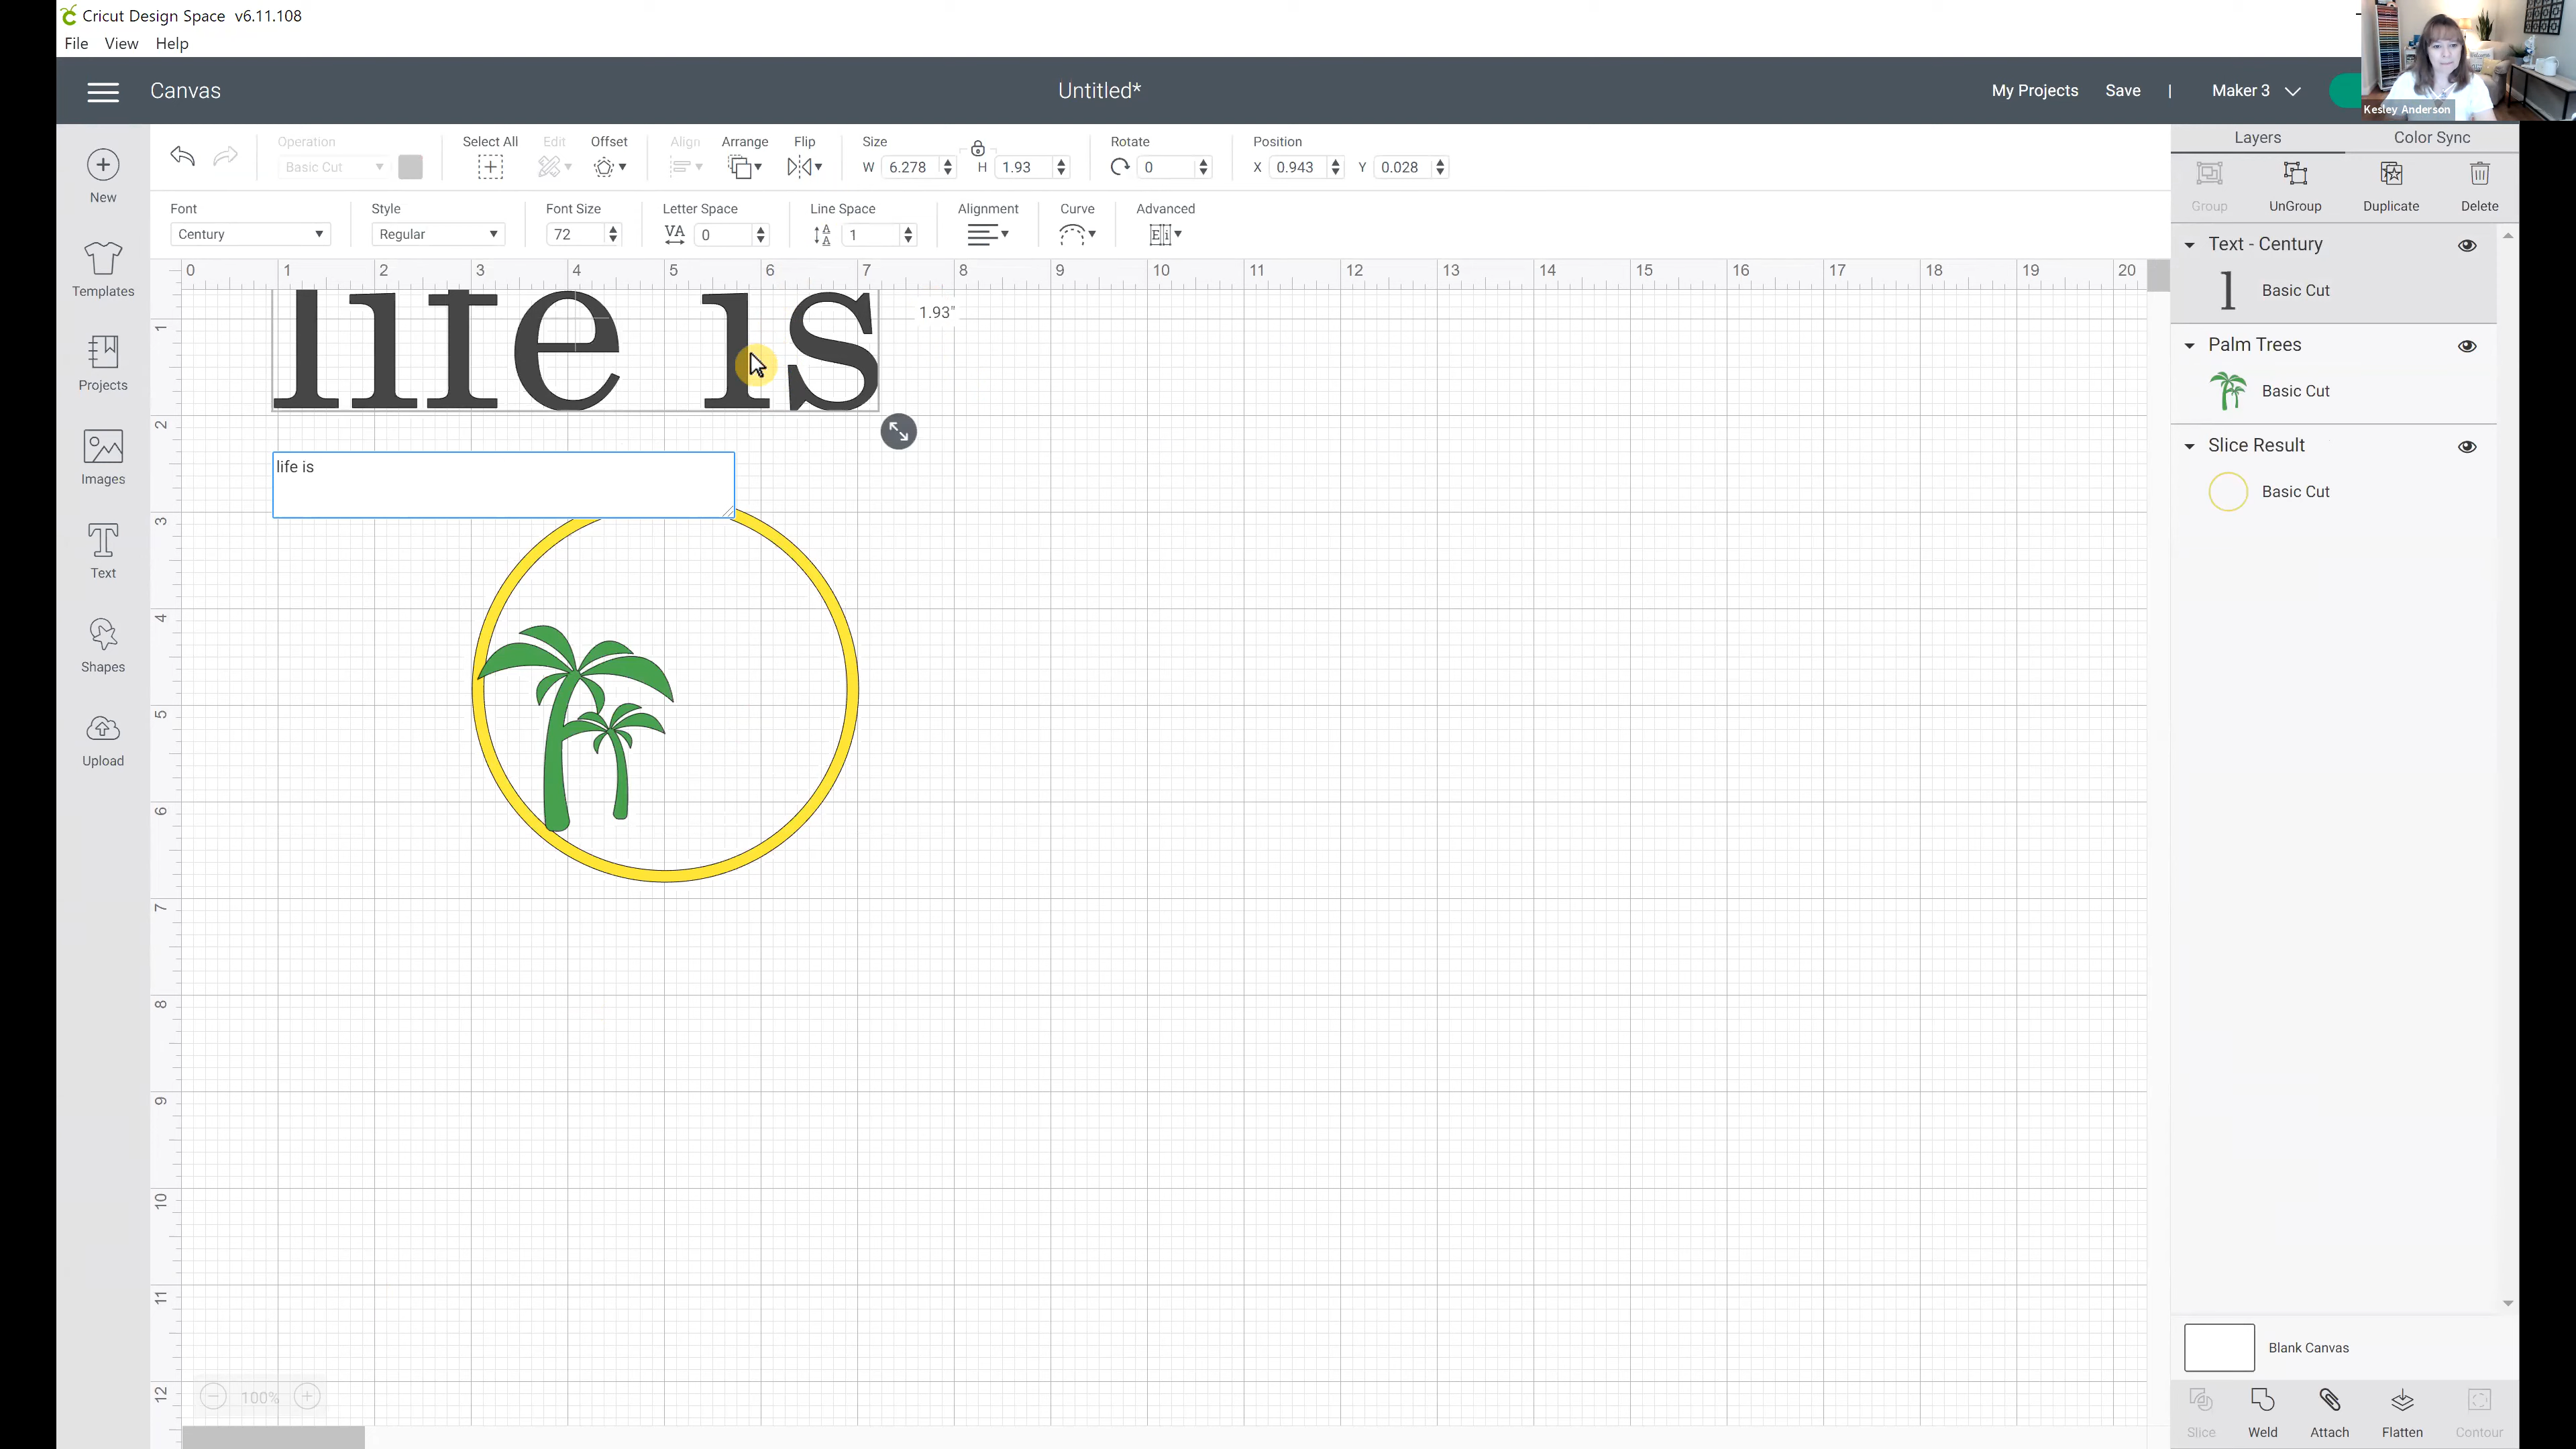 Cricut Design Space v6.11.108
File View Help
Canvas
Untitled*
My Projects Save | Maker 3
Kesley Anderson
Operation
Basic Cut
Select All
Edit
Offset
Align
Arrange
Flip
Size
W 6.278
H 1.93
Rotate
0
Position
X 0.943
Y 0.028
Layers
Color Sync
Group
UnGroup
Duplicate
Delete
Font
Century
Style
Regular
Font Size
72
Letter Space
VA 0
Line Space
1
Alignment
Curve
Advanced
New
Templates
Projects
Images
Text
Shapes
Upload
0 1 2 3 4 5 6 7 8 9 10 11 12 13 14 15 16 17 18 19 20
1
2
3
4
5
6
7
8
9
10
11
12
life is
1.93"
life is
Text - Century
l Basic Cut
Palm Trees
Basic Cut
Slice Result
Basic Cut
100%
Blank Canvas
Slice
Weld
Attach
Flatten
Contour